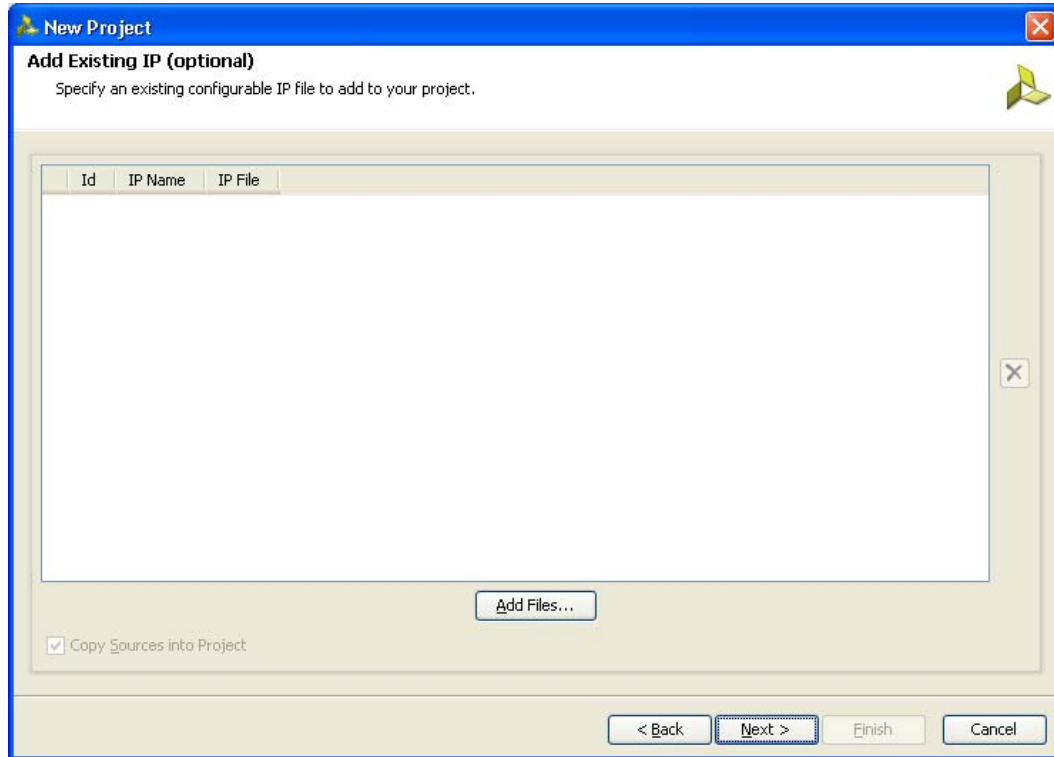 New Project
Add Existing IP (optional)
Specify an existing configurable IP file to add to your project.
Id IP Name IP File
Add Files...
Copy Sources into Project
< Back Next > Finish Cancel